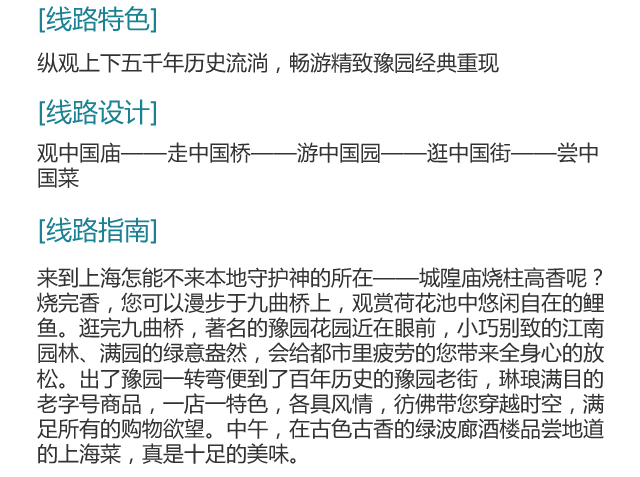 [线路特色]
纵观上下五千年历史流淌，畅游精致豫园经典重现
[线路设计]
观中国庙——走中国桥——游中国园——逛中国街——尝中
国菜
[线路指南]
来到上海怎能不来本地守护神的所在——城隍庙烧柱高香呢？
烧完香，您可以漫步于九曲桥上，观赏荷花池中悠闲自在的鲤
鱼。逛完九曲桥，著名的豫园花园近在眼前，小巧别致的江南
园林、满园的绿意盎然，会给都市里疲劳的您带来全身心的放
松。出了豫园一转弯便到了百年历史的豫园老街，琳琅满目的
老字号商品，一店一特色，各具风情，彷佛带您穿越时空，满
足所有的购物欲望。中午，在古色古香的绿波廊酒楼品尝地道
的上海菜，真是十足的美味。